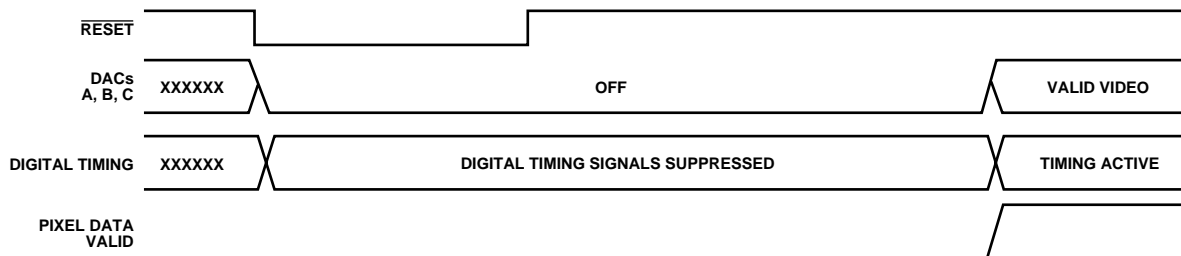 RESET
DACs
A, B, C
XXXXXX
OFF
VALID VIDEO
DIGITAL TIMING
XXXXXX
DIGITAL TIMING SIGNALS SUPPRESSED
TIMING ACTIVE
PIXEL DATA
VALID